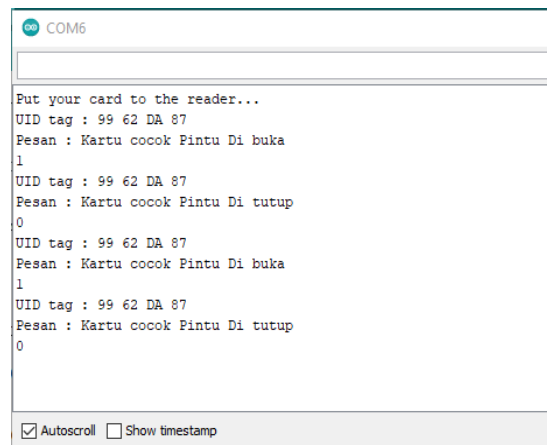 COM6
Put your card to the reader...
UID tag : 99 62 DA 87
Pesan : Kartu cocok Pintu Di buka
1
UID tag : 99 62 DA 87
Pesan : Kartu cocok Pintu Di tutup
0
UID tag : 99 62 DA 87
Pesan : Kartu cocok Pintu Di buka
1
UID tag : 99 62 DA 87
Pesan : Kartu cocok Pintu Di tutup
0
Autoscroll Show timestamp